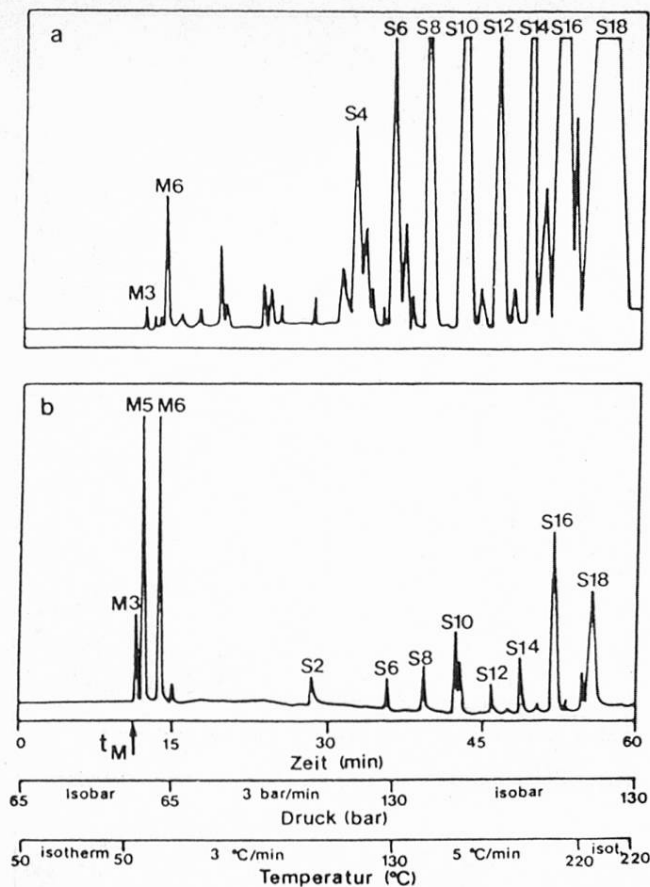 a
S4 S6 S8 S10 S12 S14 S16 S18
M6
M3
b
M5 M6
M3
S2 S6 S8 S10 S12 S14 S16 S18
0 15 30 45 60
tM Zeit (min)
isobar 3 bar/min isobar
65 65 130 130
Druck (bar)
isotherm 3 °C/min 5 °C/min isot.
50 50 130 220 220
Temperatur (°C)